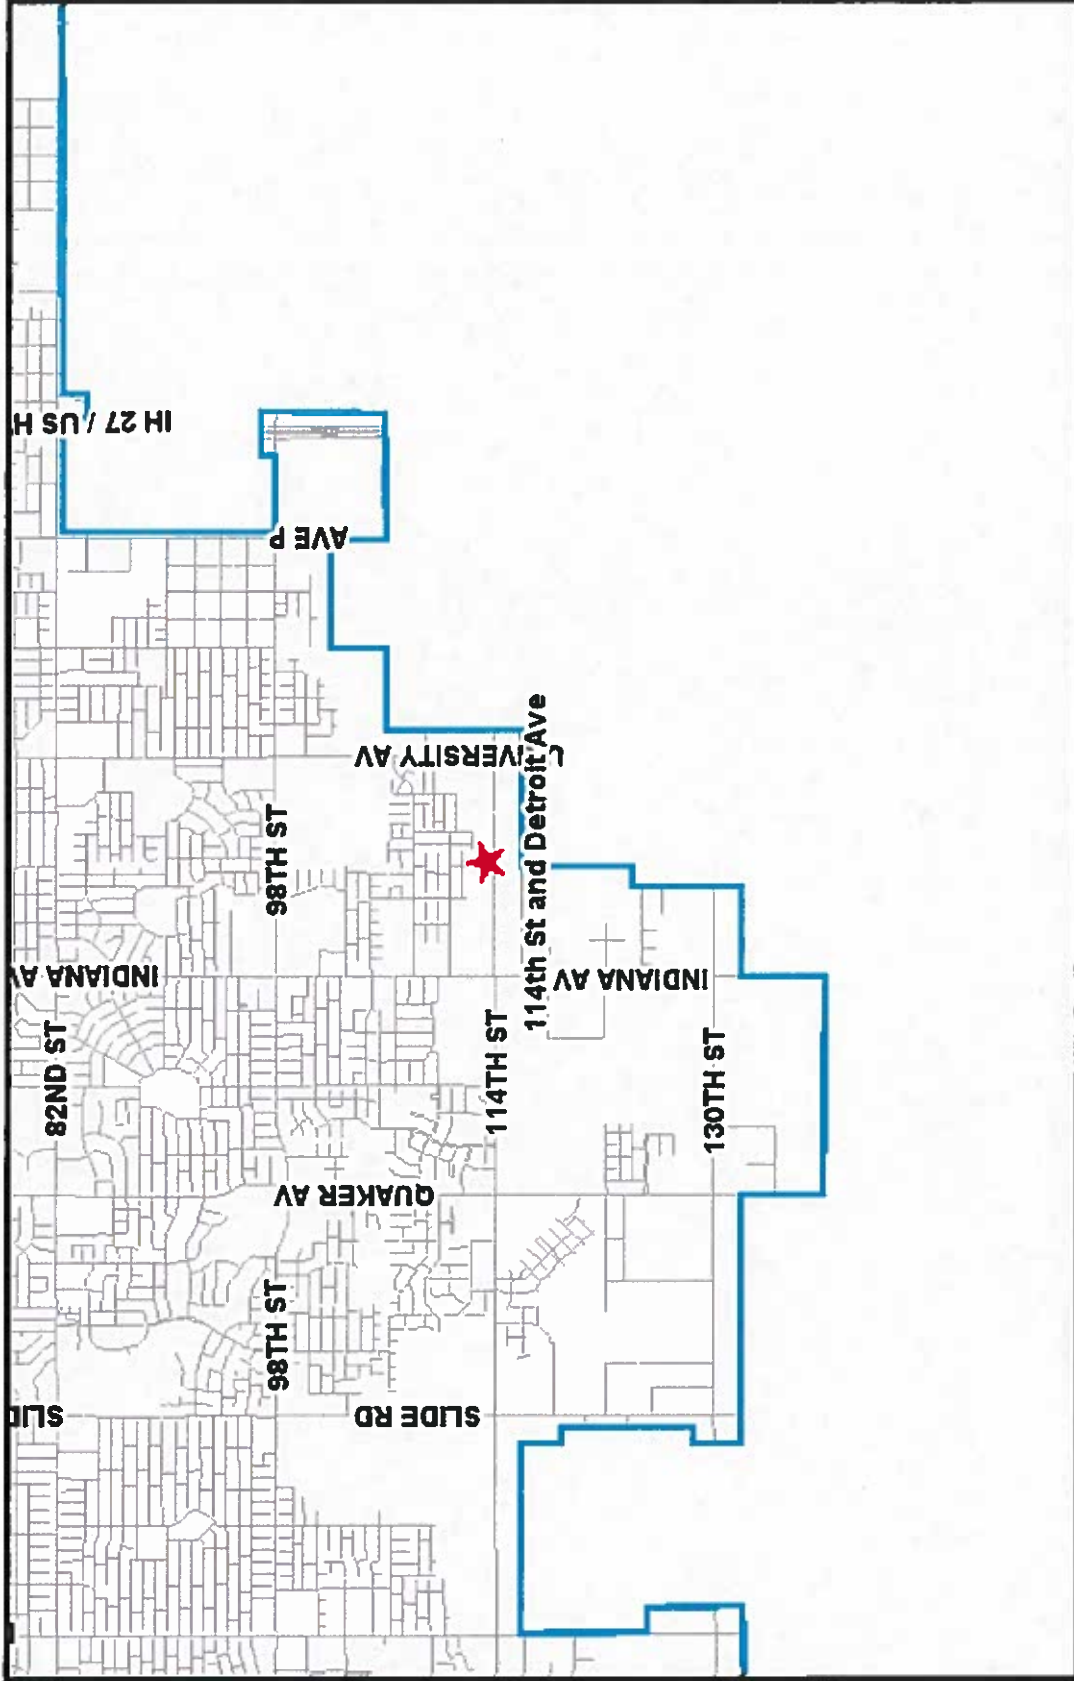 IH 27 / US H
AVE P
UNIVERSITY AV
114th St and Detroit Ave
98TH ST
INDIANA AV
INDIANA AV
82ND ST
114TH ST
130TH ST
QUAKER AV
98TH ST
SLID
SLIDE RD